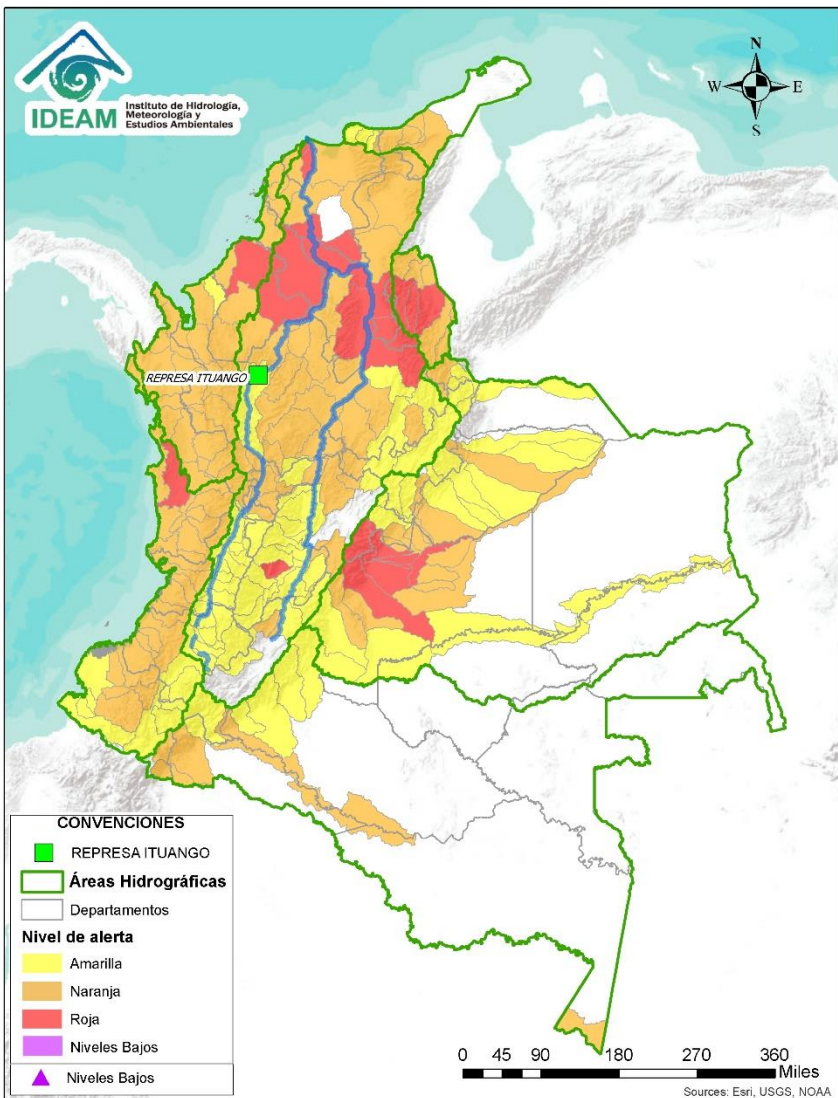 IDEAM
Instituto de Hidrología,
Meteorología y
Estudios Ambientales
N
W
E
S
REPRESA ITUANGO
CONVENCIONES
REPRESA ITUANGO
Áreas Hidrográficas
Departamentos
Nivel de alerta
Amarilla
Naranja
Roja
Niveles Bajos
Niveles Bajos
0 45 90 180 270 360
Miles
Sources: Esri, USGS, NOAA